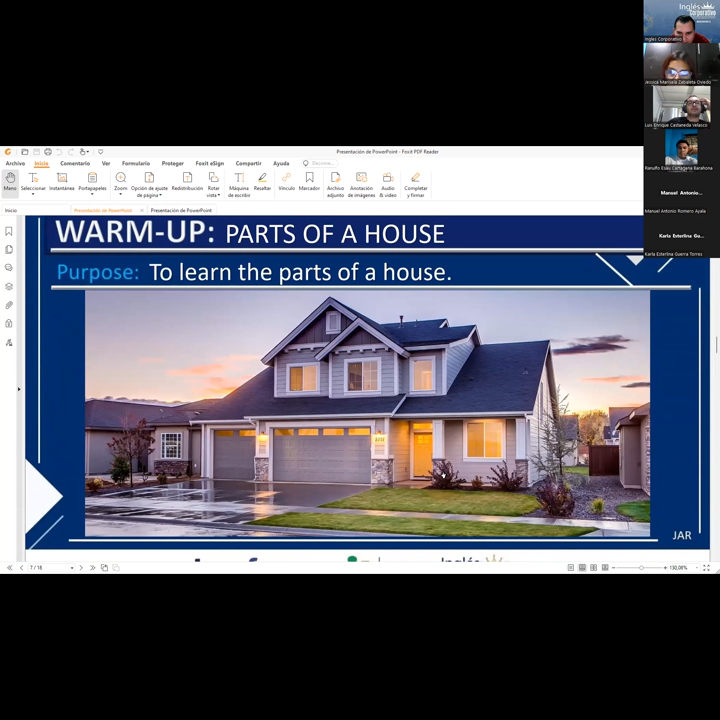 Inglés
Corporativo
Inglés Corporativo
Jessica Marisela Zabaleta Oviedo
Luis Enrique Castaneda Velasco
Ranulfo Esau Cartagena Barahona
Manuel Antonio...
Manuel Antonio Romero Ayala
Karla Esterlina Gu...
Karla Esterlina Guerra Torres
Presentación de PowerPoint - Foxit PDF Reader
Archivo Inicio Comentario Ver Formulario Proteger Foxit eSign Compartir Ayuda
Mano Seleccionar Instantánea Portapapeles Zoom Opción de ajuste de página Redistribución Rotar vista Máquina de escribir Resaltar Vínculo Marcador Archivo adjunto Anotación de imágenes Audio & vídeo Completar y firmar
Inicio Presentación de PowerPoint Presentación de PowerPoint
WARM-UP: PARTS OF A HOUSE
Purpose: To learn the parts of a house.
JAR
7 / 18
130,08%